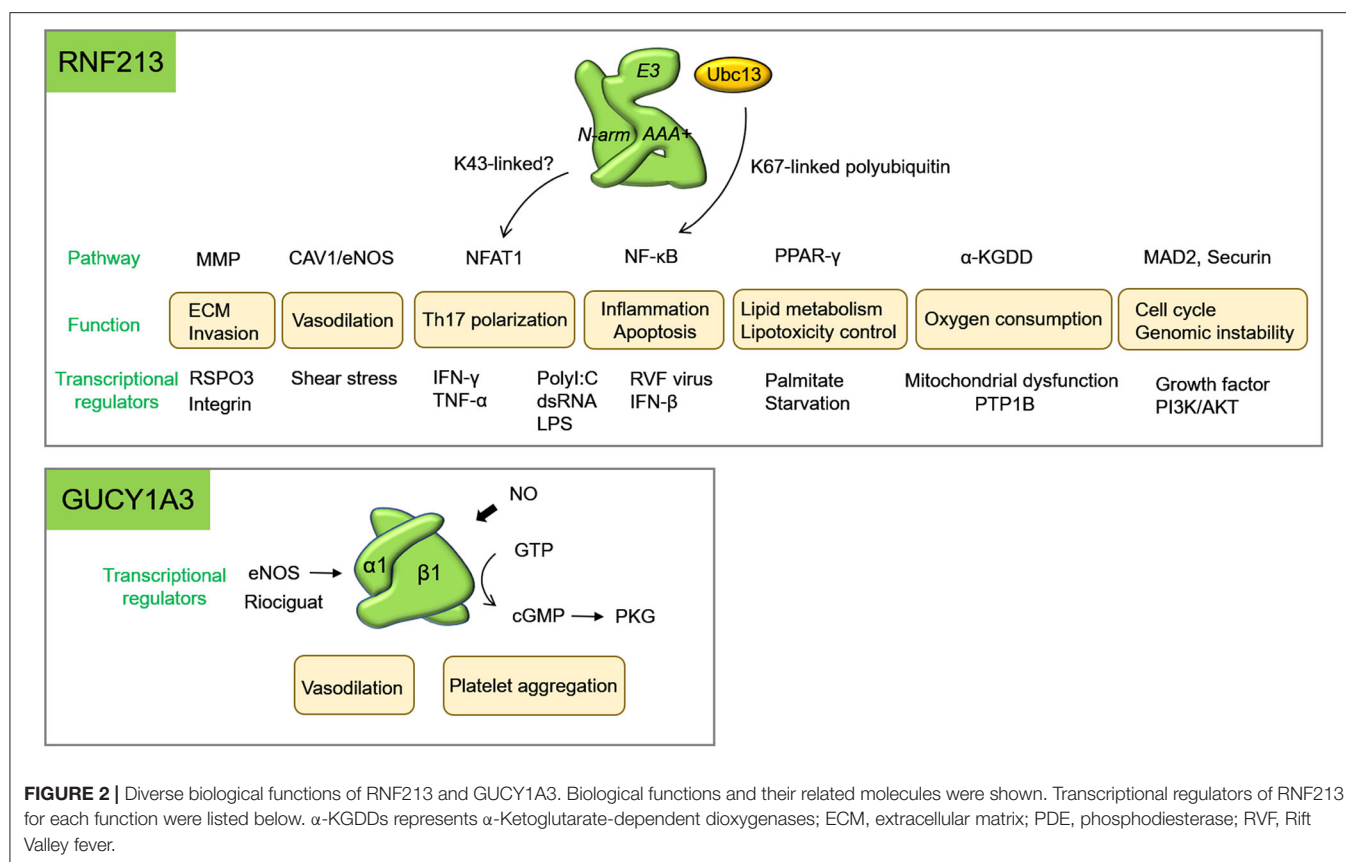 RNF213
E3
Ubc13
N-arm AAA+
K43-linked?
K67-linked polyubiquitin
Pathway
MMP
CAV1/eNOS
NFAT1
NF-κB
PPAR-γ
α-KGDD
MAD2, Securin
Function
ECM
Invasion
Vasodilation
Th17 polarization
Inflammation
Apoptosis
Lipid metabolism
Lipotoxicity control
Oxygen consumption
Cell cycle
Genomic instability
Transcriptional
regulators
RSPO3
Integrin
Shear stress
IFN-γ
TNF-α
PolyI:C
dsRNA
LPS
RVF virus
IFN-β
Palmitate
Starvation
Mitochondrial dysfunction
PTP1B
Growth factor
PI3K/AKT
GUCY1A3
NO
Transcriptional
regulators
eNOS
Riociguat
α1
β1
GTP
cGMP
PKG
Vasodilation
Platelet aggregation
FIGURE 2 | Diverse biological functions of RNF213 and GUCY1A3. Biological functions and their related molecules were shown. Transcriptional regulators of RNF213
for each function were listed below. α-KGDDs represents α-Ketoglutarate-dependent dioxygenases; ECM, extracellular matrix; PDE, phosphodiesterase; RVF, Rift
Valley fever.